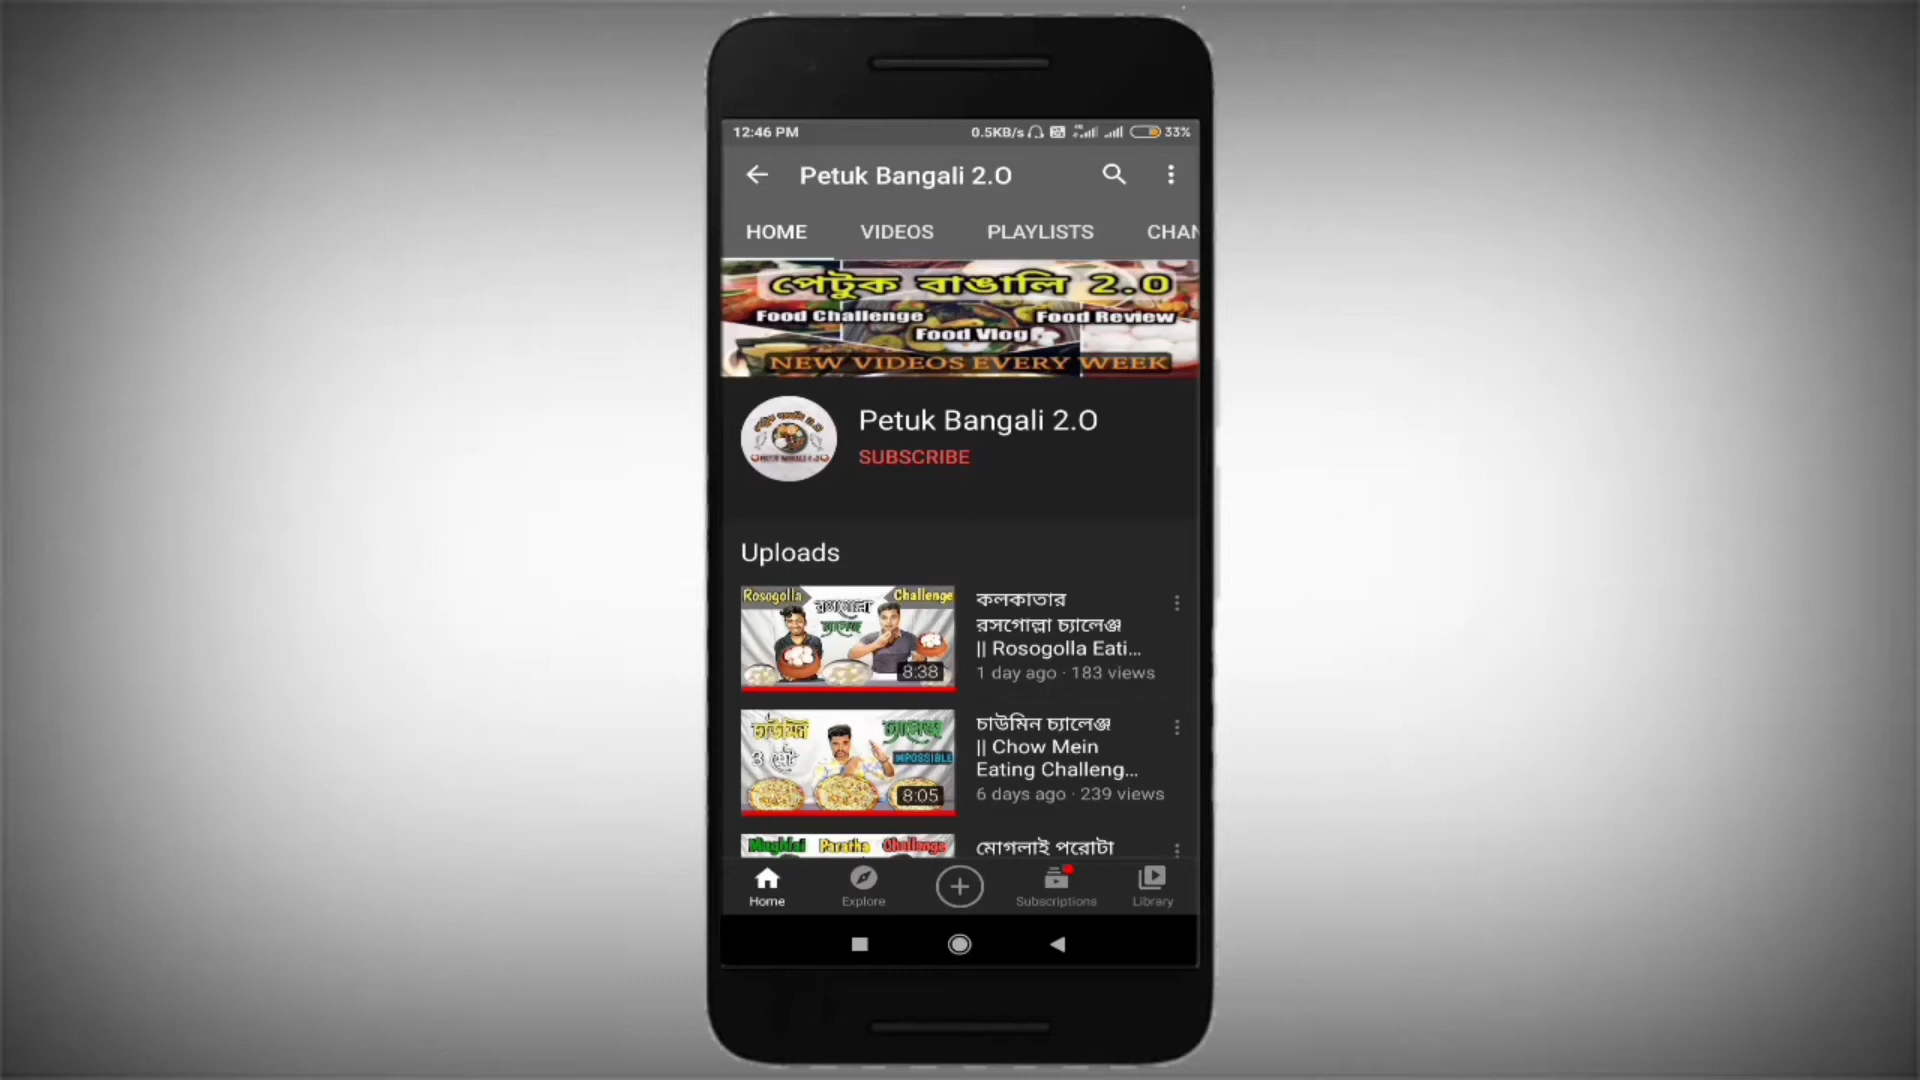 12:46 PM 0.5KB/s 33%
Petuk Bangali 2.O
HOME VIDEOS PLAYLISTS CHAN
পেটুক বাঙালি 2.O
Food Challenge Food Review
Food Vlog
NEW VIDEOS EVERY WEEK
Petuk Bangali 2.O
SUBSCRIBE
Uploads
Rosogolla রসগোল্লা Challenge
8:38
কলকাতার
রসগোল্লা চ্যালেঞ্জ
|| Rosogolla Eati...
1 day ago · 183 views
চাউমিন চ্যালেঞ্জ
IMPOSSIBLE
8:05
চাউমিন চ্যালেঞ্জ
|| Chow Mein
Eating Challeng...
6 days ago · 239 views
Mughlai Paratha Challenge
মোগলাই পরোটা
Home Explore Subscriptions Library